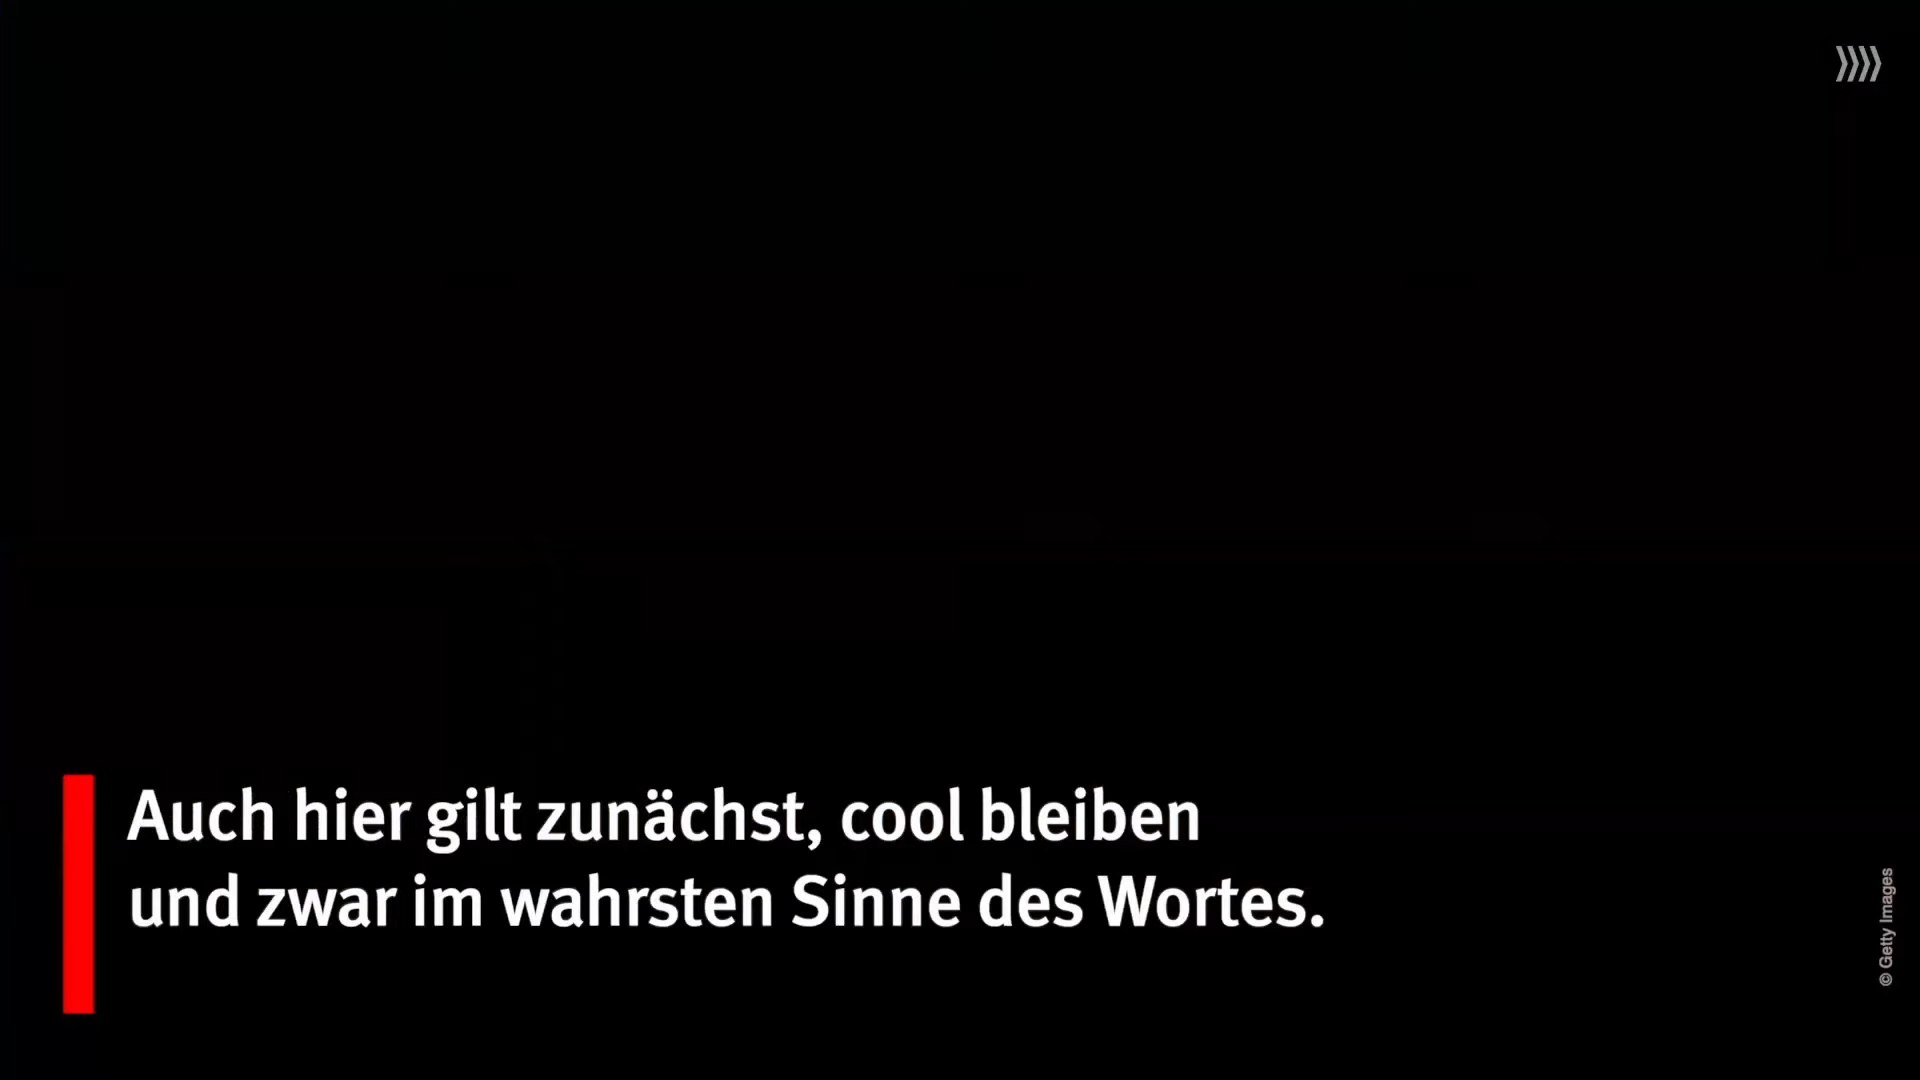 Auch hier gilt zunächst, cool bleiben
und zwar im wahrsten Sinne des Wortes.
© Getty Images